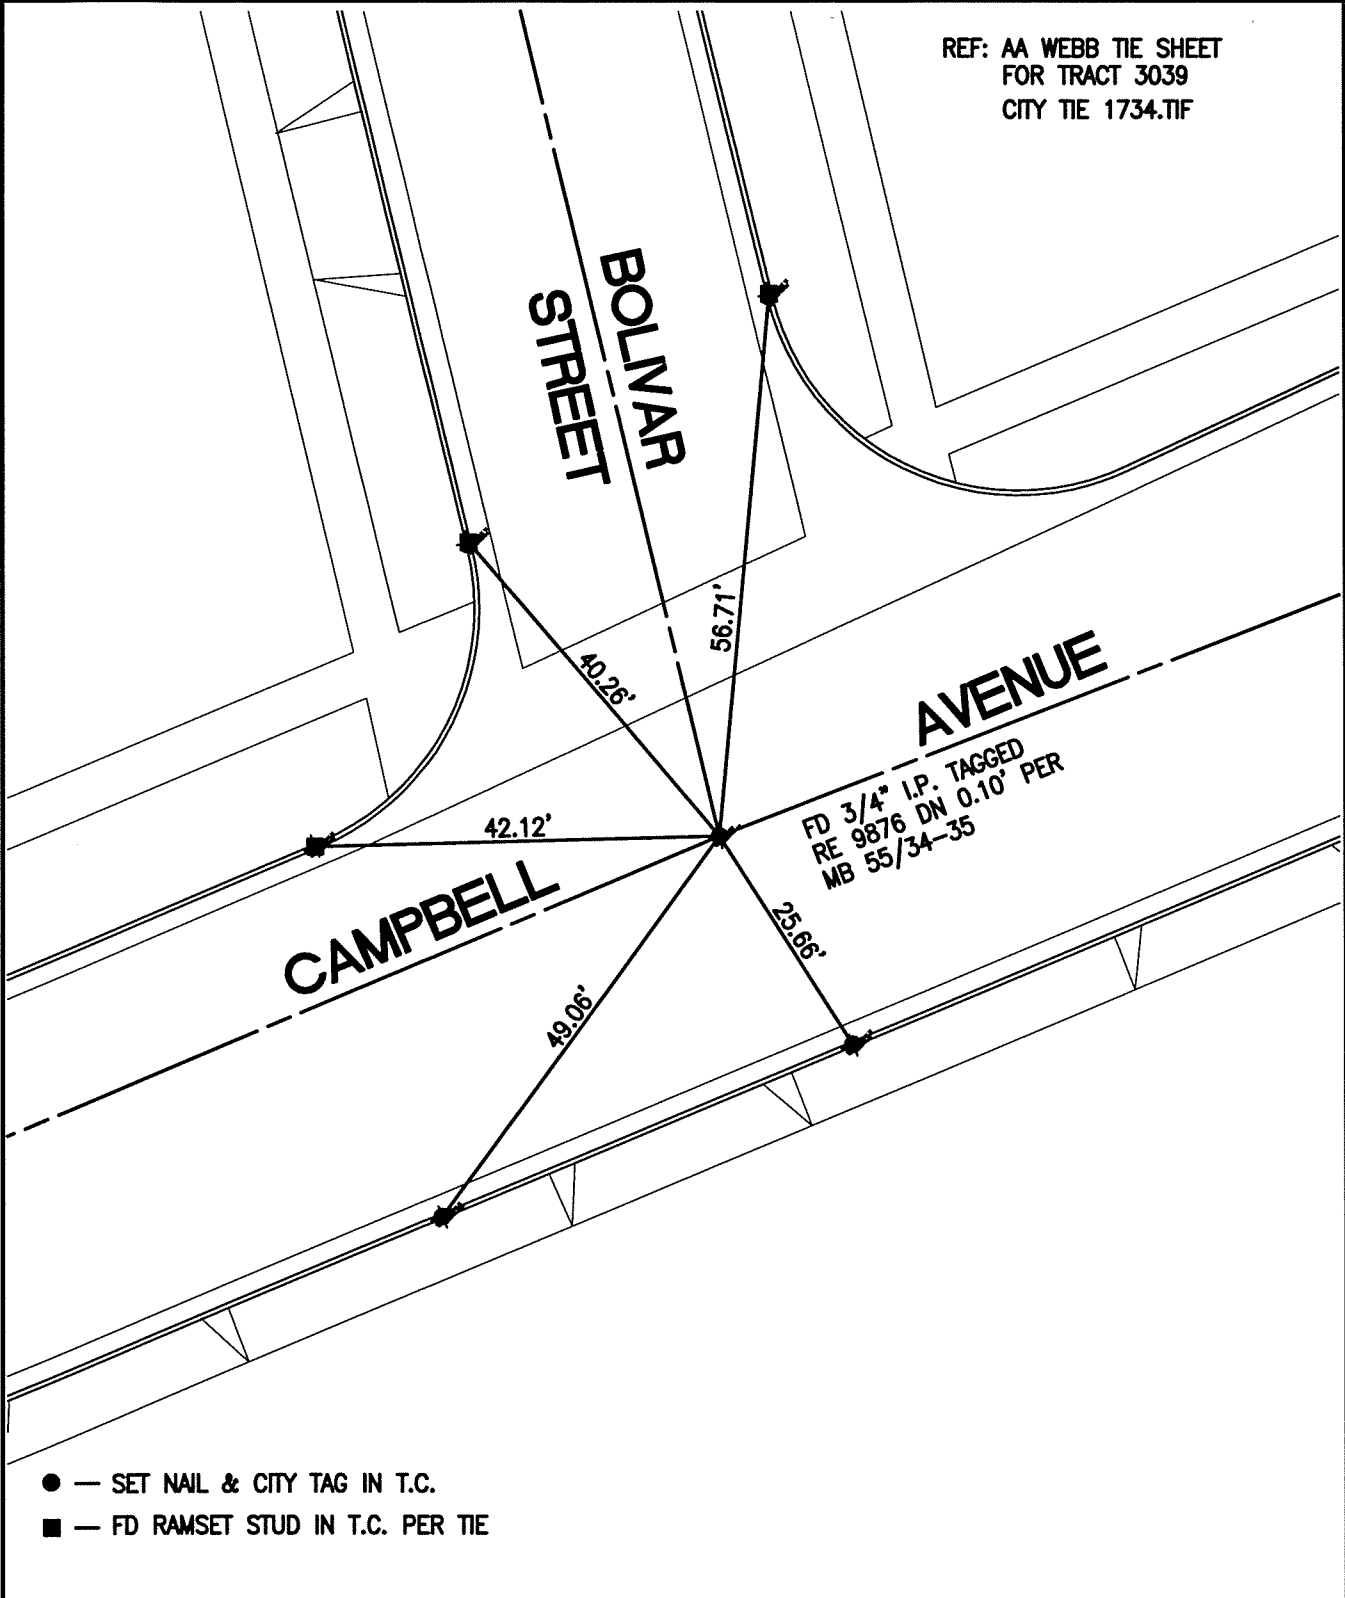 REF: AA WEBB TIE SHEET
FOR TRACT 3039
CITY TIE 1734.TIF
BOLIVAR
STREET
56.71'
40.26'
AVENUE
FD 3/4" I.P. TAGGED
RE 9876 DN 0.10' PER
MB 55/34-35
42.12'
CAMPBELL
25.66'
49.06'
● — SET NAIL & CITY TAG IN T.C.
■ — FD RAMSET STUD IN T.C. PER TIE